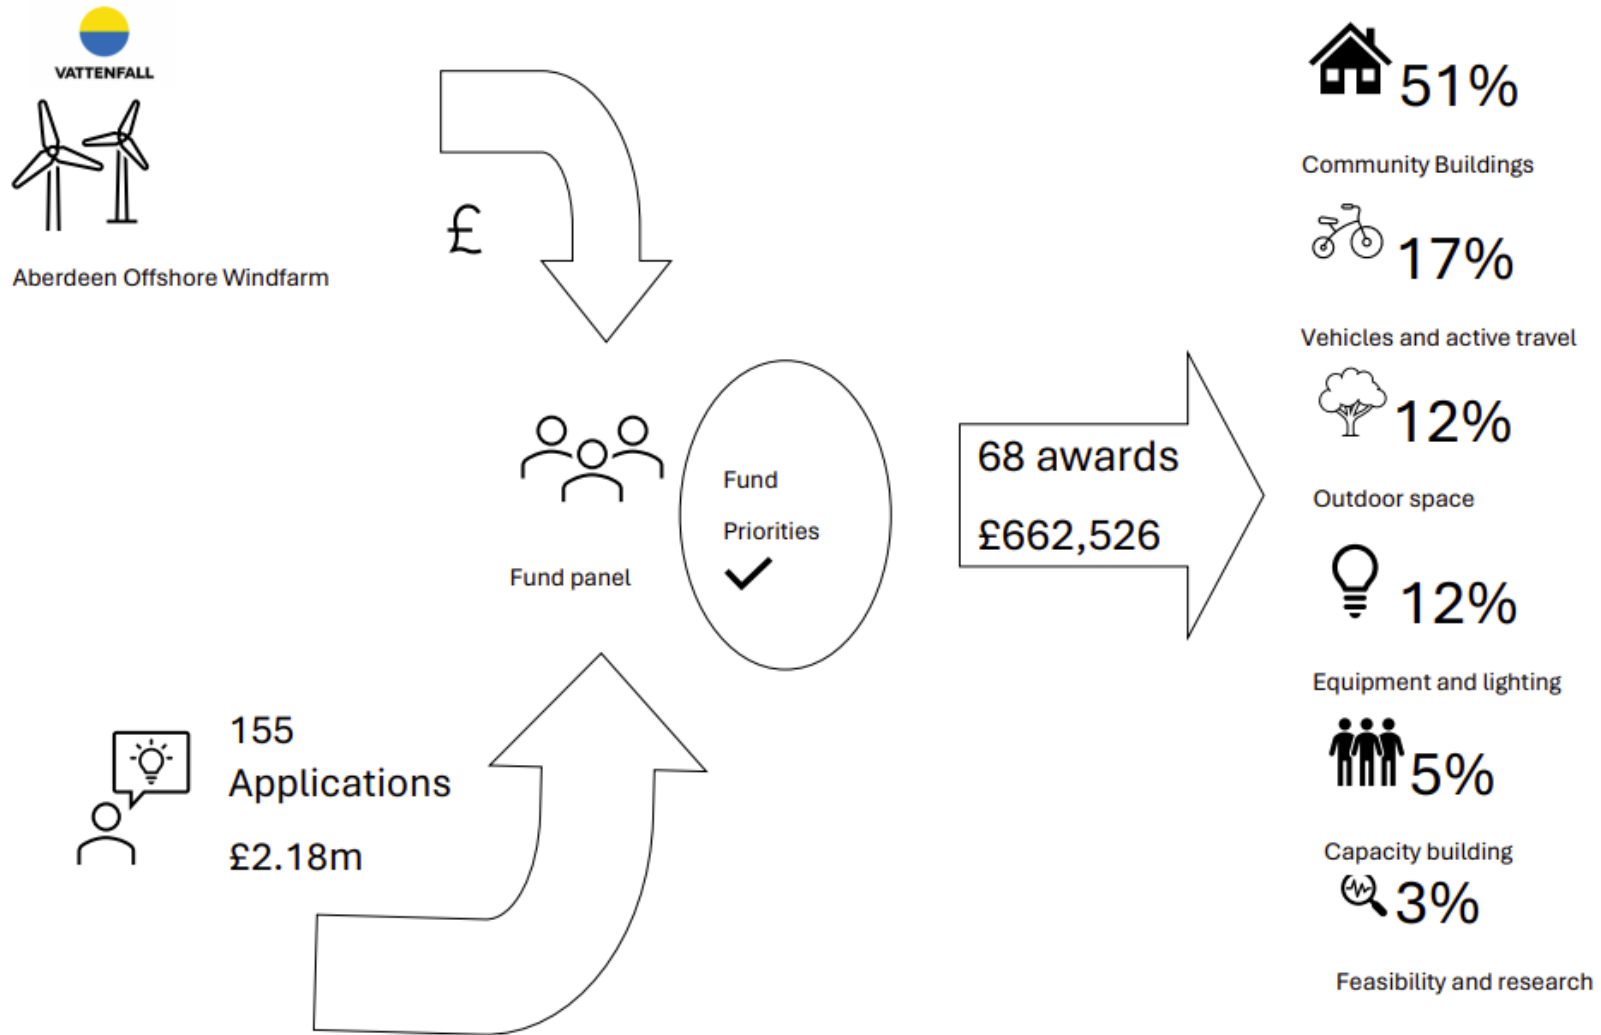 VATTENFALL
Aberdeen Offshore Windfarm
£
155
Applications
£2.18m
Fund panel
Fund
Priorities
68 awards
£662,526
51%
Community Buildings
17%
Vehicles and active travel
12%
Outdoor space
12%
Equipment and lighting
5%
Capacity building
3%
Feasibility and research